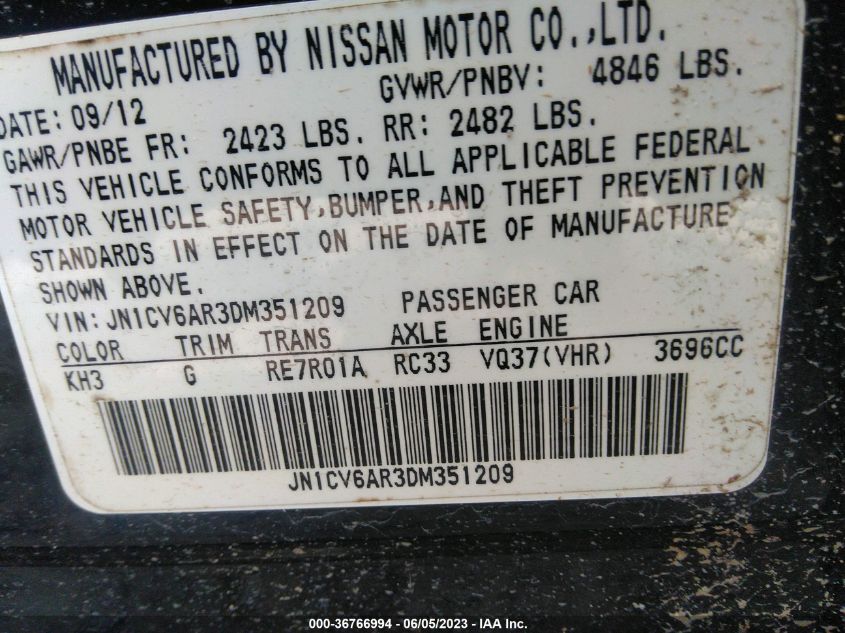 MANUFACTURED BY NISSAN MOTOR CO.,LTD.
DATE: 09/12 GVWR/PNBV: 4846 LBS.
GAWR/PNBE FR: 2423 LBS. RR: 2482 LBS.
THIS VEHICLE CONFORMS TO ALL APPLICABLE FEDERAL
MOTOR VEHICLE SAFETY,BUMPER,AND THEFT PREVENTION
STANDARDS IN EFFECT ON THE DATE OF MANUFACTURE
SHOWN ABOVE.
VIN:JN1CV6AR3DM351209 PASSENGER CAR
COLOR TRIM TRANS AXLE ENGINE
KH3 G RE7R01A RC33 VQ37(VHR) 3696CC
JN1CV6AR3DM351209
000-36766994 - 06/05/2023 - IAA Inc.